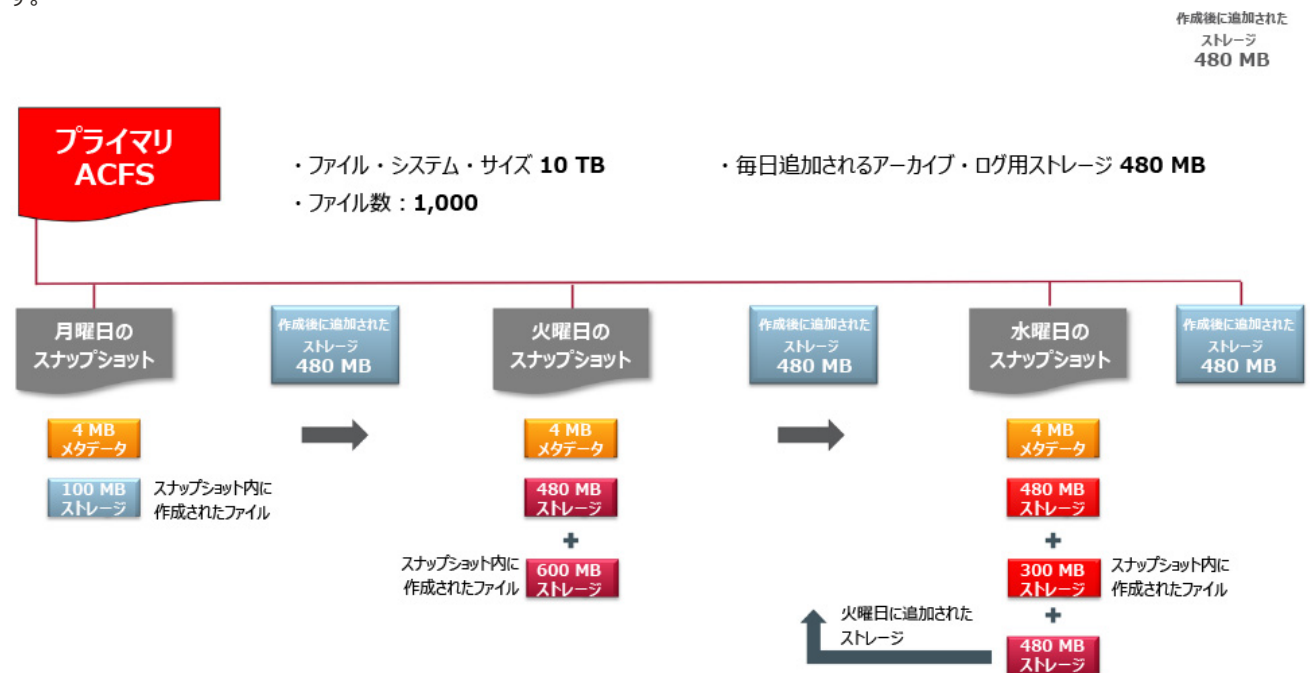 す。
作成後に追加された
ストレージ
480 MB
プライマリ
ACFS
・ファイル・システム・サイズ 10 TB
・ファイル数：1,000
・毎日追加されるアーカイブ・ログ用ストレージ 480 MB
月曜日の
スナップショット
作成後に追加された
ストレージ
480 MB
火曜日の
スナップショット
作成後に追加された
ストレージ
480 MB
水曜日の
スナップショット
作成後に追加された
ストレージ
480 MB
4 MB
メタデータ
100 MB
ストレージ
スナップショット内に
作成されたファイル
4 MB
メタデータ
480 MB
ストレージ
+
スナップショット内に
作成されたファイル
600 MB
ストレージ
4 MB
メタデータ
480 MB
ストレージ
+
300 MB
ストレージ
スナップショット内に
作成されたファイル
+
火曜日に追加された
ストレージ
480 MB
ストレージ